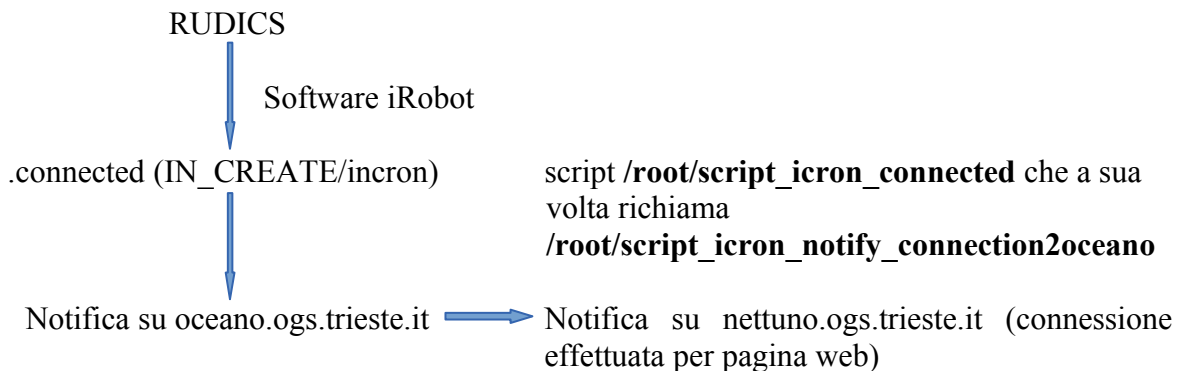 RUDICS
Software iRobot
.connected (IN_CREATE/incron)
script /root/script_icron_connected che a sua
volta richiama
/root/script_icron_notify_connection2oceano
Notifica su oceano.ogs.trieste.it
Notifica su nettuno.ogs.trieste.it (connessione
effettuata per pagina web)